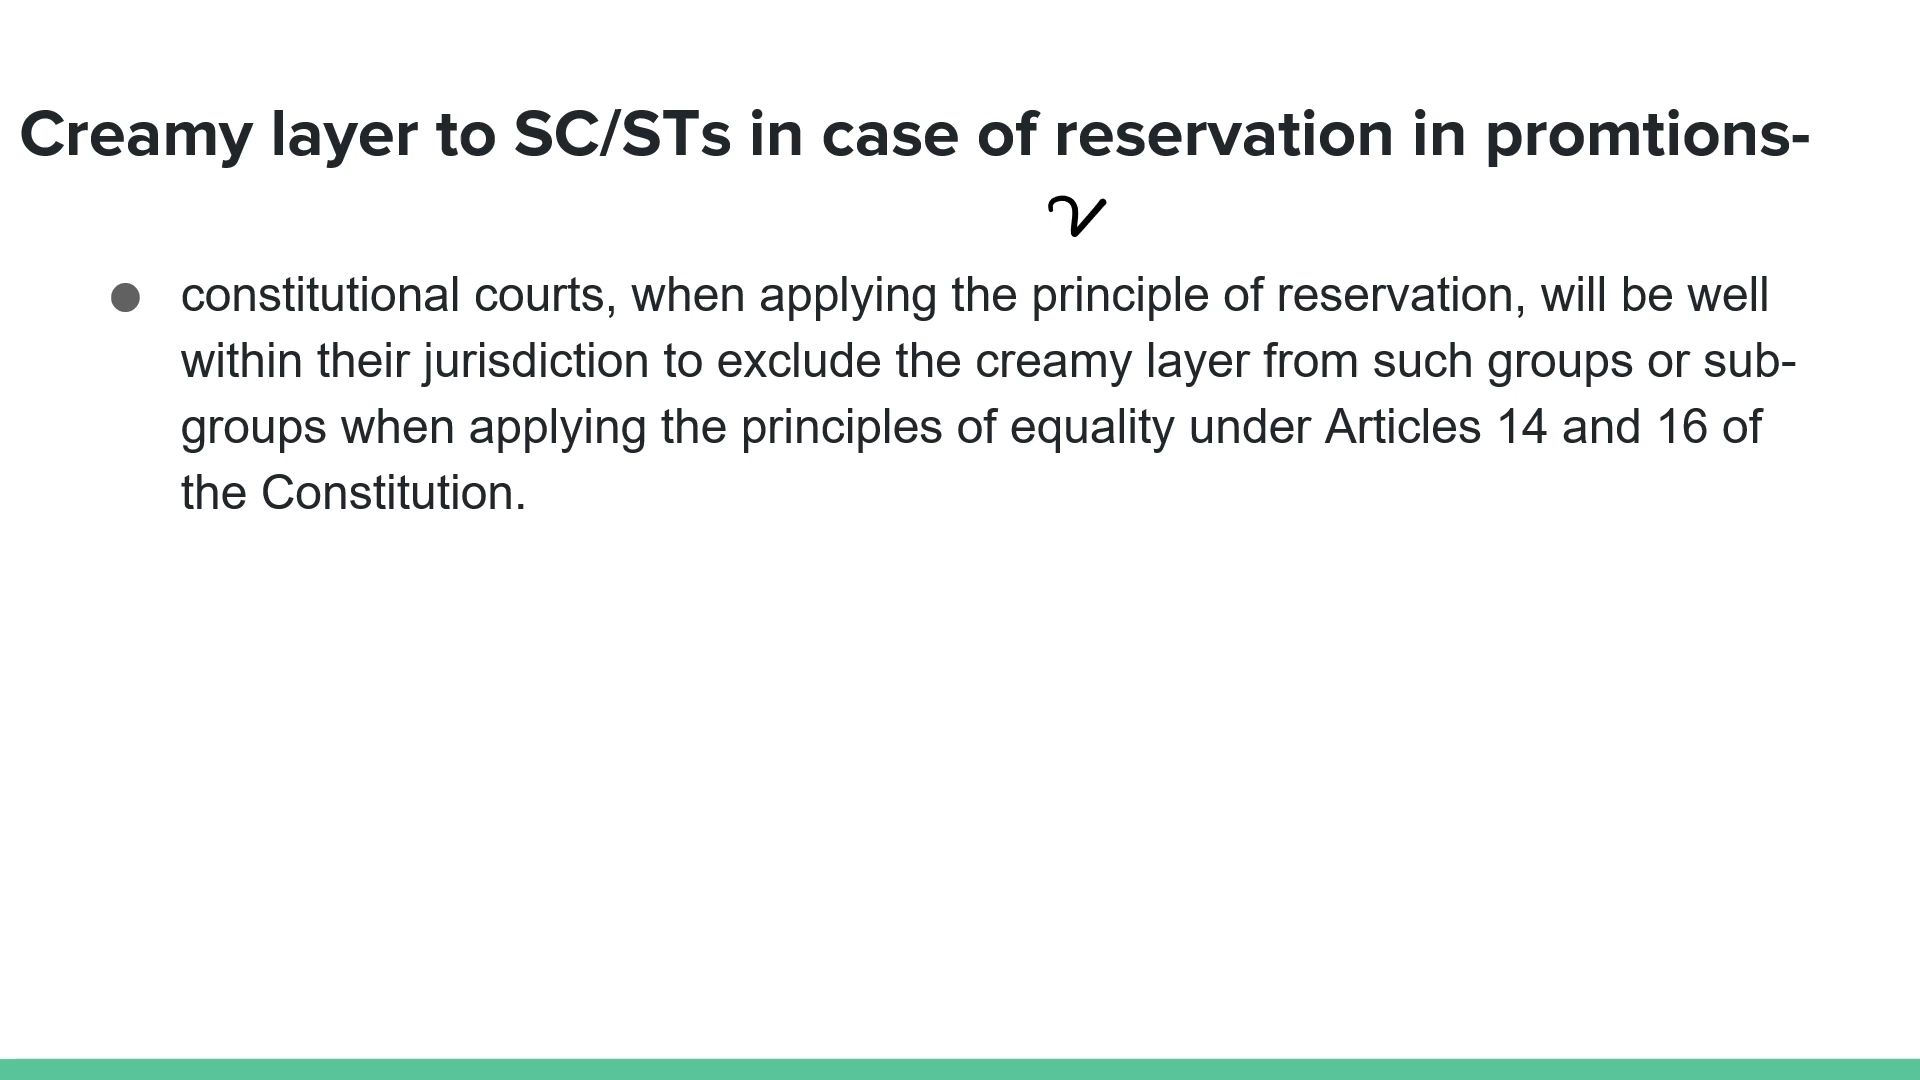 Creamy layer to SC/STs in case of reservation in promtions-
● constitutional courts, when applying the principle of reservation, will be well
within their jurisdiction to exclude the creamy layer from such groups or sub-
groups when applying the principles of equality under Articles 14 and 16 of
the Constitution.